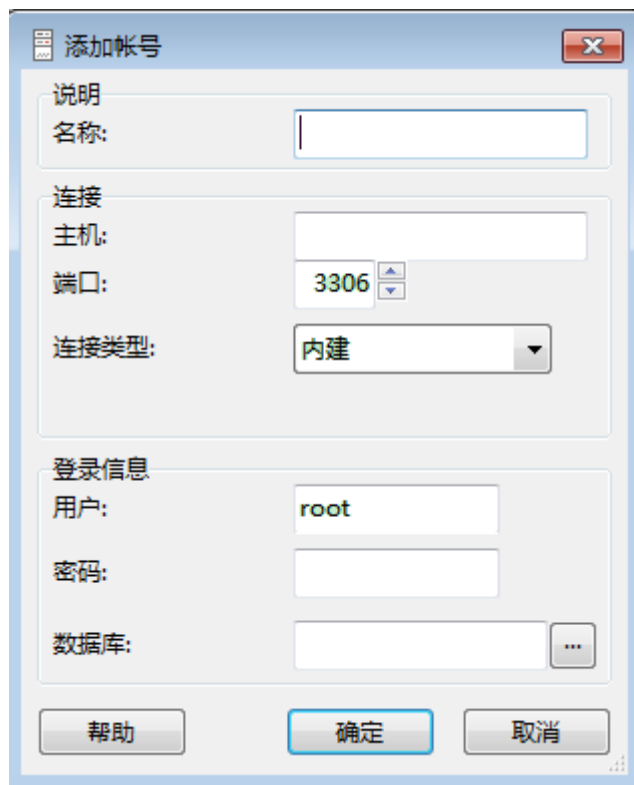 添加帐号
说明
名称:
连接
主机:
端口: 3306
连接类型: 内建
登录信息
用户: root
密码:
数据库: ...
帮助 确定 取消